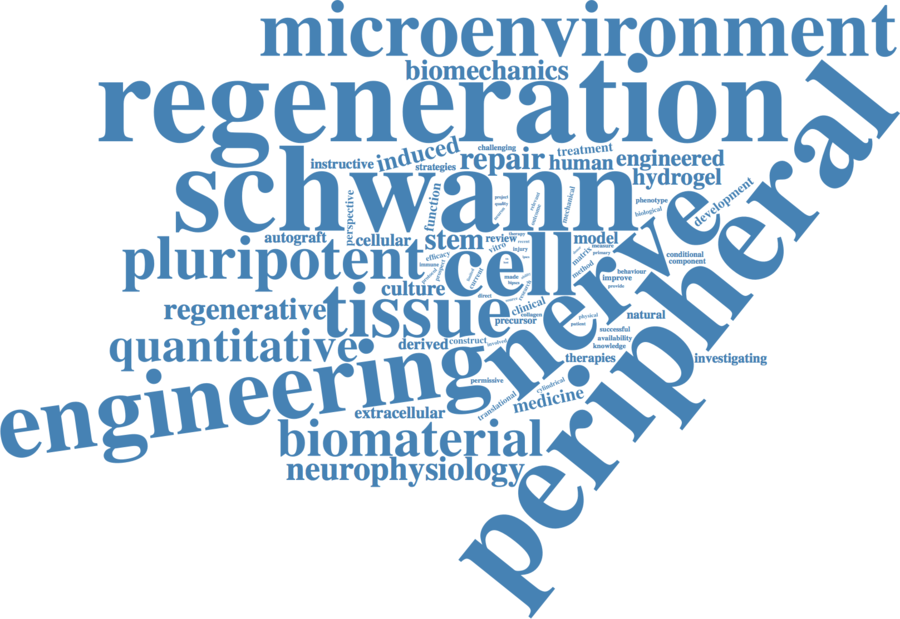 microenvironment
biomechanics
regeneration
peripheral
challenging
treatment
induced
strategies
instructive
repair
human
engineered
hydrogel
schwann
function
perspective
mechanical
phenotype
biological
development
autograft
cellular
stem
review
model
nerve
pluripotent
efficacy
cell
vitro
injury
matrix
measure
method
conditional
component
behaviour
improve
provide
culture
current
direct
regenerative
tissue
clinical
collagen
precursor
physical
patient
natural
successful
availability
knowledge
quantitative
derived
construct
involved
therapies
investigating
engineering
permissive
cylindrical
translational
medicine
extracellular
biomaterial
neurophysiology